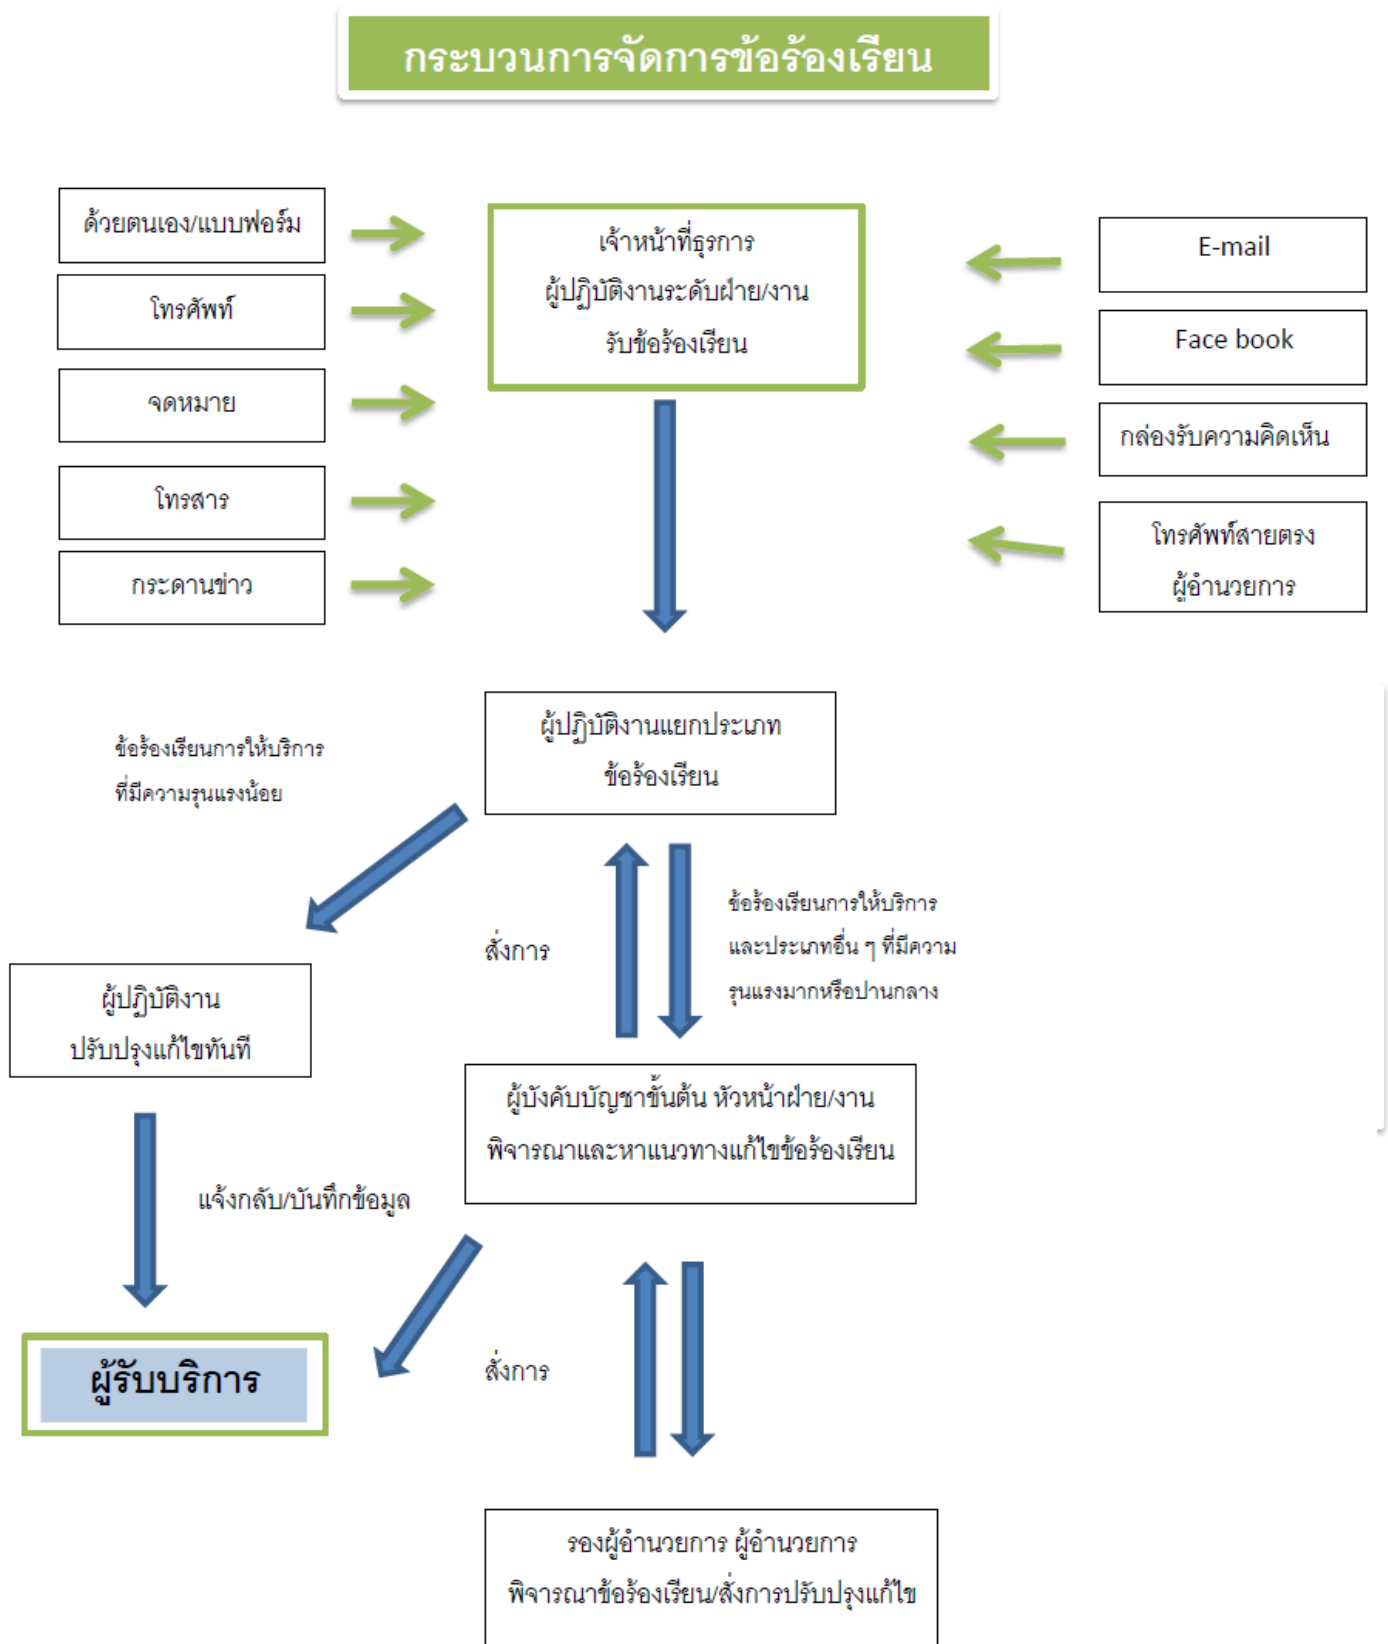 กระบวนการจัดการข้อร้องเรียน
ด้วยตนเอง/แบบฟอร์ม
โทรศัพท์
จดหมาย
โทรสาร
กระดานข่าว
เจ้าหน้าที่ธุรการ
ผู้ปฏิบัติงานระดับฝ่าย/งาน
รับข้อร้องเรียน
E-mail
Face book
กล่องรับความคิดเห็น
โทรศัพท์สายตรง
ผู้อำนวยการ
ผู้ปฏิบัติงานแยกประเภท
ข้อร้องเรียน
ข้อร้องเรียนการให้บริการ
ที่มีความรุนแรงน้อย
สั่งการ
ข้อร้องเรียนการให้บริการ
และประเภทอื่น ๆ ที่มีความ
รุนแรงมากหรือปานกลาง
ผู้ปฏิบัติงาน
ปรับปรุงแก้ไขทันที
ผู้บังคับบัญชาขั้นต้น หัวหน้าฝ่าย/งาน
พิจารณาและหาแนวทางแก้ไขข้อร้องเรียน
แจ้งกลับ/บันทึกข้อมูล
ผู้รับบริการ
สั่งการ
รองผู้อำนวยการ ผู้อำนวยการ
พิจารณาข้อร้องเรียน/สั่งการปรับปรุงแก้ไข